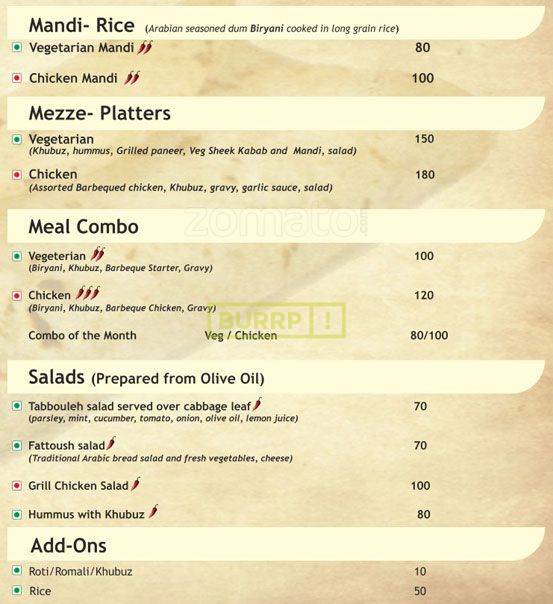 Mandi- Rice (Arabian seasoned dum Biryani cooked in long grain rice)
Vegetarian Mandi 80
Chicken Mandi 100
Mezze- Platters
Vegetarian 150
(Khubuz, hummus, Grilled paneer, Veg Sheek Kabab and Mandi, salad)
Chicken 180
(Assorted Barbequed chicken, Khubuz, gravy, garlic sauce, salad)
zomato.com
Meal Combo
Vegeterian 100
(Biryani, Khubuz, Barbeque Starter, Gravy)
Chicken 120
(Biryani, Khubuz, Barbeque Chicken, Gravy)
BURRP!
Combo of the Month Veg / Chicken 80/100
Salads (Prepared from Olive Oil)
Tabbouleh salad served over cabbage leaf 70
(parsley, mint, cucumber, tomato, onion, olive oil, lemon juice)
Fattoush salad 70
(Traditional Arabic bread salad and fresh vegetables, cheese)
Grill Chicken Salad 100
Hummus with Khubuz 80
Add-Ons
Roti/Romali/Khubuz 10
Rice 50